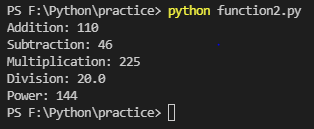 PS F:\Python\practice> python function2.py
Addition: 110
Subtraction: 46
Multiplication: 225
Division: 20.0
Power: 144
PS F:\Python\practice>